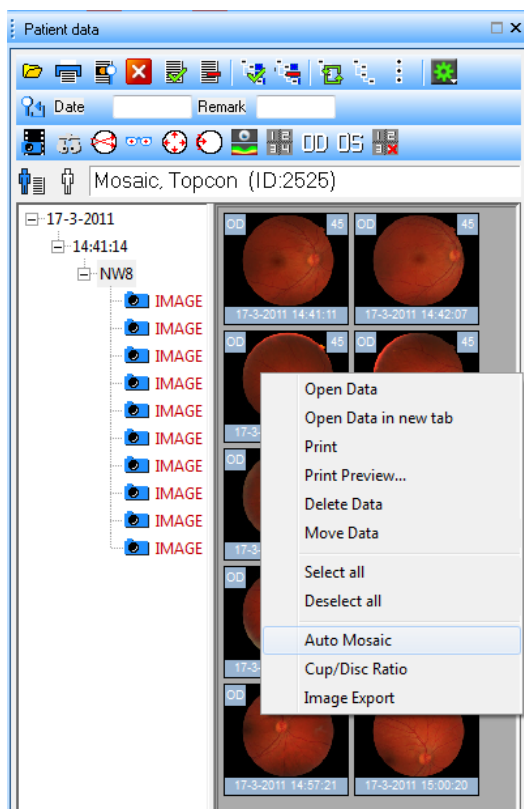 Patient data
Date Remark
OD OS
Mosaic, Topcon (ID:2525)
17-3-2011
14:41:14
NW8
IMAGE
IMAGE
IMAGE
IMAGE
IMAGE
IMAGE
IMAGE
IMAGE
IMAGE
IMAGE
OD 45 OD 45
17-3-2011 14:41:11 17-3-2011 14:42:07
OD 45 OD 45
17-3-
OD
17-3-
OD
17-3-
OD 45 OD 45
17-3-2011 14:57:21 17-3-2011 15:00:20
Open Data
Open Data in new tab
Print
Print Preview...
Delete Data
Move Data
Select all
Deselect all
Auto Mosaic
Cup/Disc Ratio
Image Export